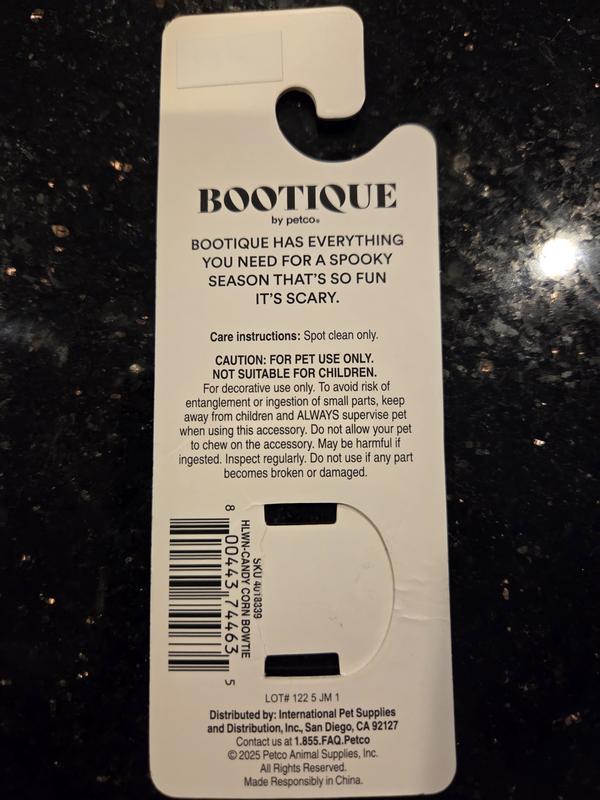 BOOTIQUE
by petco®
BOOTIQUE HAS EVERYTHING
YOU NEED FOR A SPOOKY
SEASON THAT'S SO FUN
IT'S SCARY.
Care instructions: Spot clean only.
CAUTION: FOR PET USE ONLY.
NOT SUITABLE FOR CHILDREN.
For decorative use only. To avoid risk of
entanglement or ingestion of small parts, keep
away from children and ALWAYS supervise pet
when using this accessory. Do not allow your pet
to chew on the accessory. May be harmful if
ingested. Inspect regularly. Do not use if any part
becomes broken or damaged.
SKU 4018339
HLWN-CANDY CORN BOWTIE
8 00443 74463 5
LOT# 122 5 JM 1
Distributed by: International Pet Supplies
and Distribution, Inc., San Diego, CA 92127
Contact us at 1.855.FAQ.Petco
© 2025 Petco Animal Supplies, Inc.
All Rights Reserved.
Made Responsibly in China.